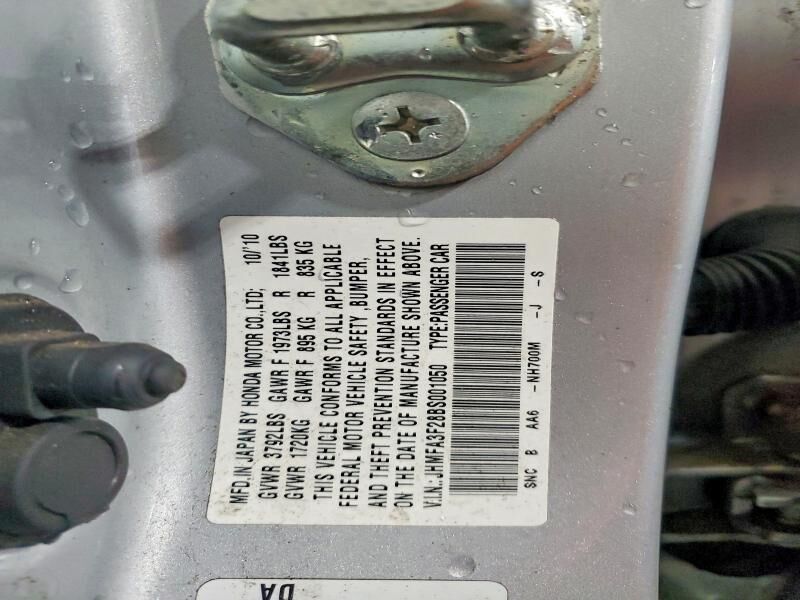 MFD.IN JAPAN BY HONDA MOTOR CO.,LTD; 10/'10
GVWR 3792LBS GAWR F 1973LBS R 1841LBS
GVWR 1720KG GAWR F 895 KG R 835 KG
THIS VEHICLE CONFORMS TO ALL APPLICABLE
FEDERAL MOTOR VEHICLE SAFETY ,BUMPER,
AND THEFT PREVENTION STANDARDS IN EFFECT
ON THE DATE OF MANUFACTURE SHOWN ABOVE.
V.I.N.:JHMFA3F28BS001050 TYPE:PASSENGER CAR
SNC B AA6 -NH700M -J -S
DA